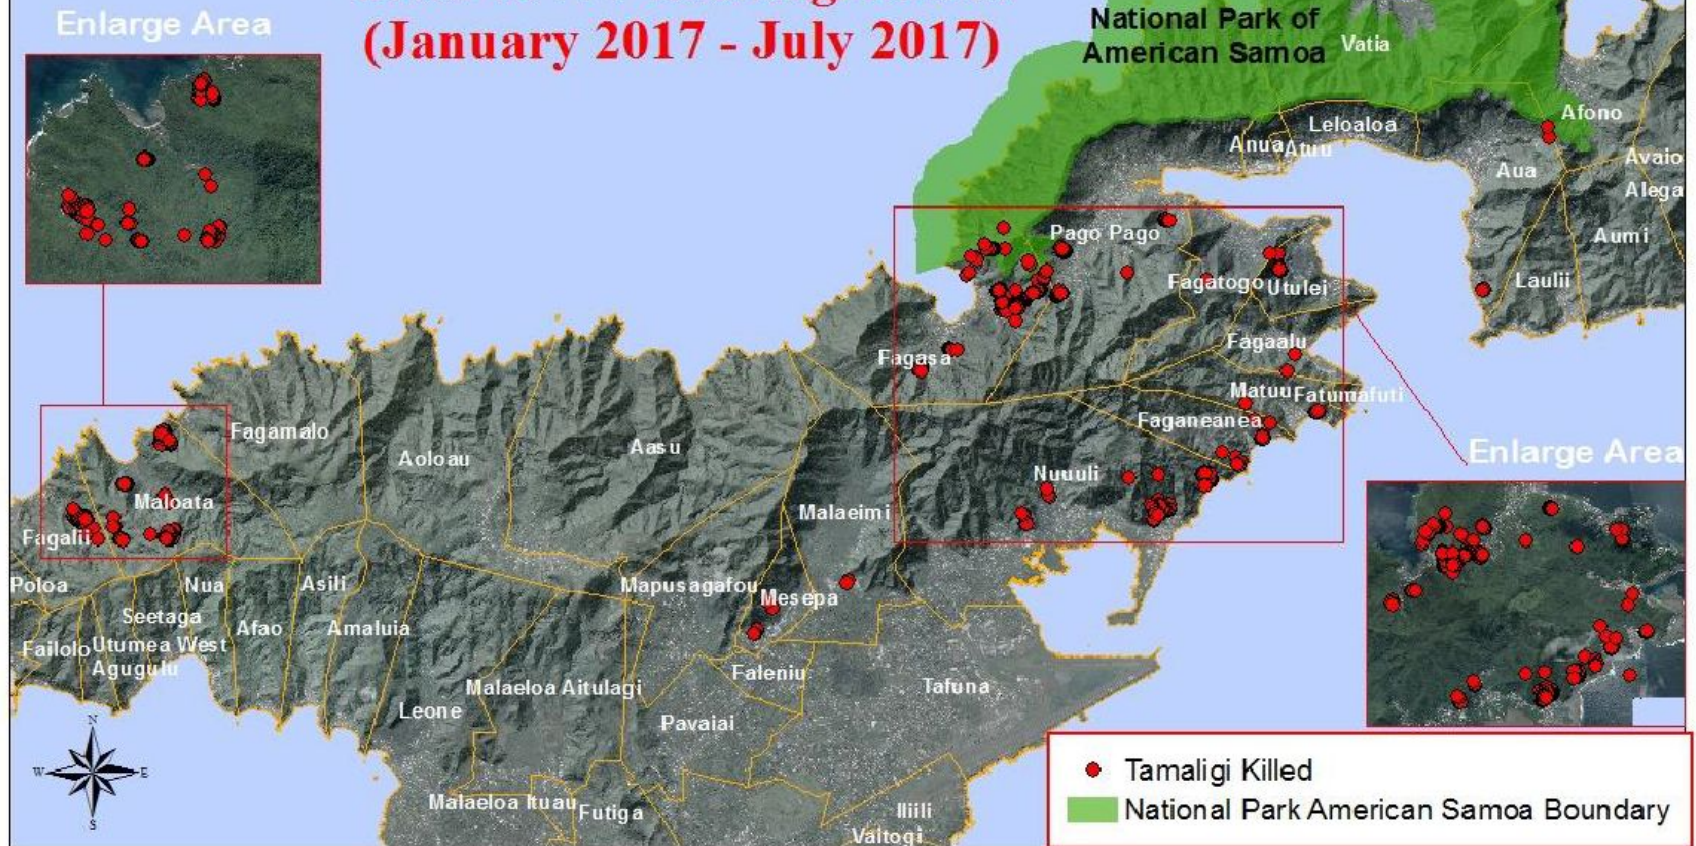 Enlarge Area
(January 2017 - July 2017)
National Park of
American Samoa
Vatia
Afono
Leloaloa
Anua
Atuu
Aua
Avaio
Alega
Aumi
Laulii
Pago Pago
Fagatogo
Utulei
Fagaalu
Fagasa
Matuu
Fatumafuti
Faganeanea
Nuuuli
Enlarge Area
Fagamalo
Aoloau
Aasu
Maloata
Malaeimi
Fagalii
Poloa
Nua
Asili
Mapusagafou
Mesepa
Seetaga
Afao
Amaluia
Failolo
Utumea West
Agugulu
Faleniu
Malaeloa Aitulagi
Tafuna
Leone
Pavaiai
N
W
E
S
Malaeloa Ituau
Futiga
Iliili
Vaitogi
Tamaligi Killed
National Park American Samoa Boundary